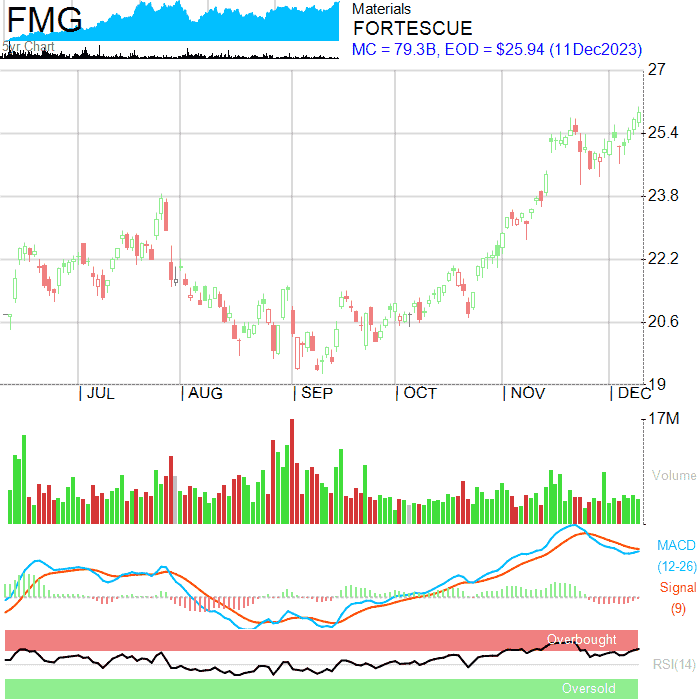 FMG
5yr Chart
Materials
FORTESCUE
MC = 79.3B, EOD = $25.94 (11Dec2023)
27
25.4
23.8
22.2
20.6
19
JUL AUG SEP OCT NOV DEC
17M
Volume
MACD
(12-26)
Signal
(9)
Overbought
RSI(14)
Oversold